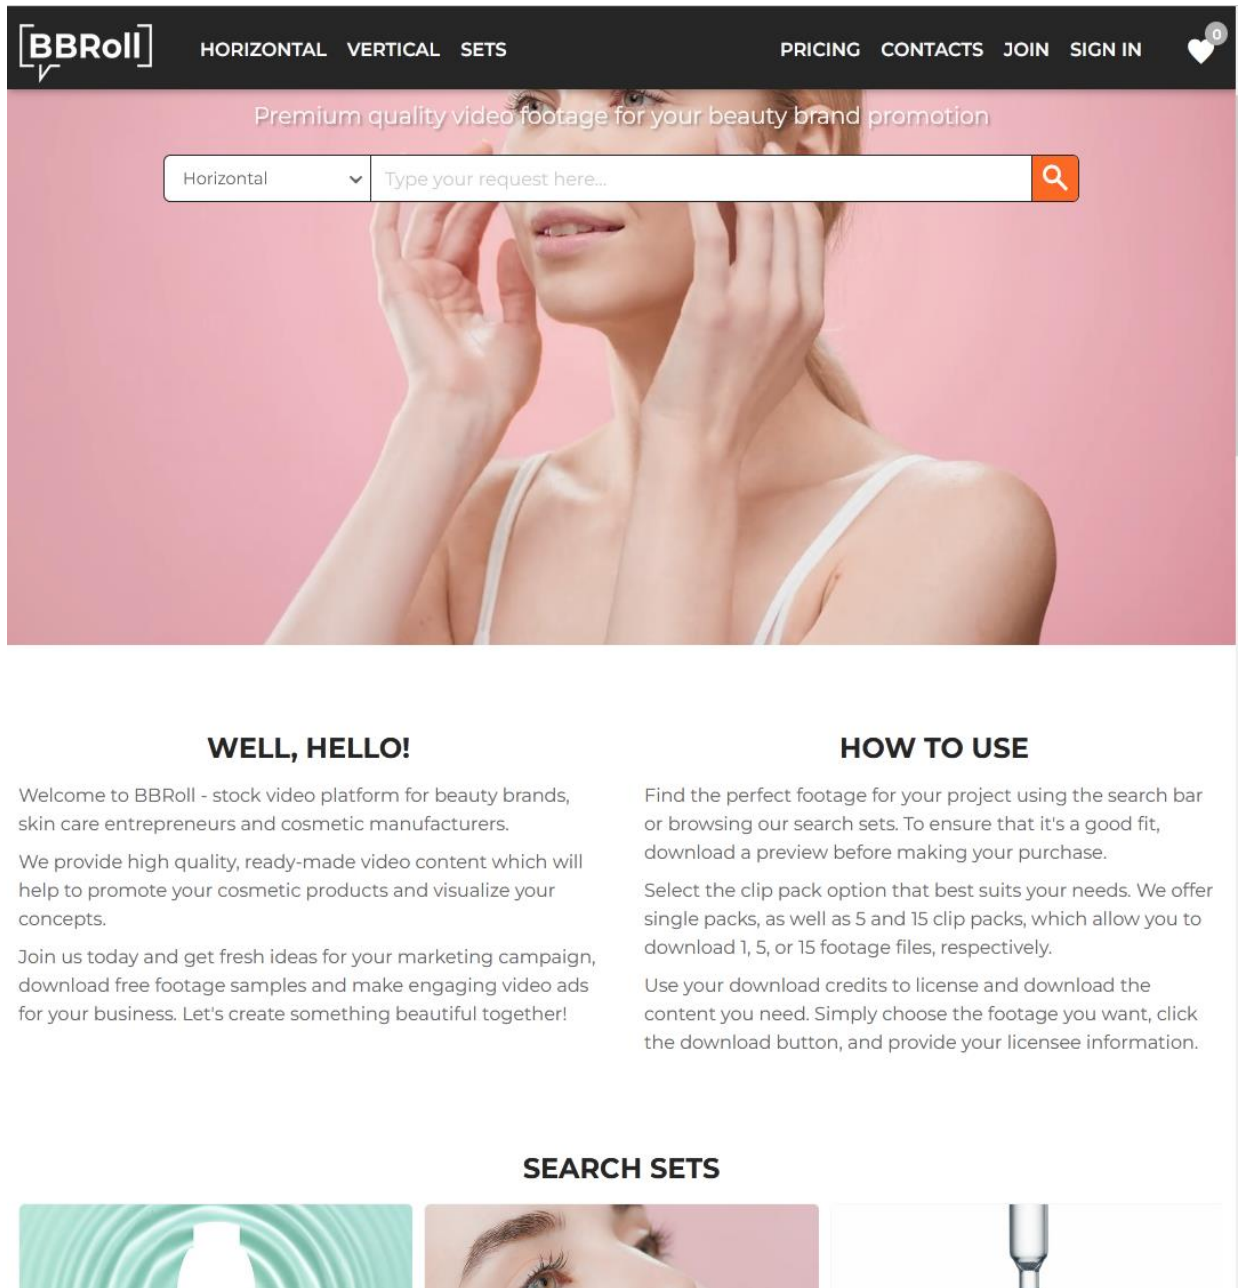 BBRoll
HORIZONTAL VERTICAL SETS
PRICING CONTACTS JOIN SIGN IN
0
Premium quality video footage for your beauty brand promotion
Horizontal
Type your request here...
WELL, HELLO!
Welcome to BBRoll - stock video platform for beauty brands,
skin care entrepreneurs and cosmetic manufacturers.
We provide high quality, ready-made video content which will
help to promote your cosmetic products and visualize your
concepts.
Join us today and get fresh ideas for your marketing campaign,
download free footage samples and make engaging video ads
for your business. Let's create something beautiful together!
HOW TO USE
Find the perfect footage for your project using the search bar
or browsing our search sets. To ensure that it's a good fit,
download a preview before making your purchase.
Select the clip pack option that best suits your needs. We offer
single packs, as well as 5 and 15 clip packs, which allow you to
download 1, 5, or 15 footage files, respectively.
Use your download credits to license and download the
content you need. Simply choose the footage you want, click
the download button, and provide your licensee information.
SEARCH SETS